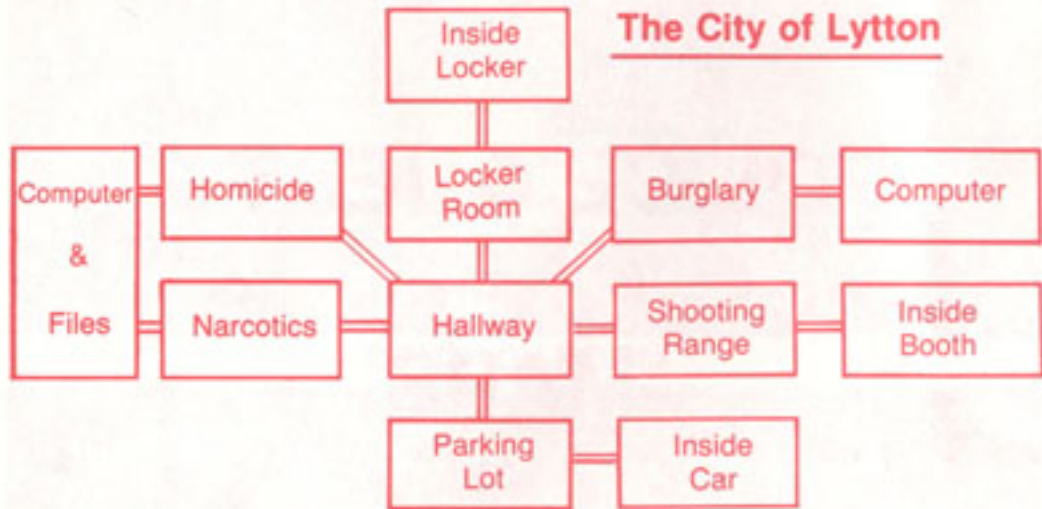 The City of Lytton
Inside
Locker
Computer
&
Files
Homicide
Locker
Room
Burglary
Computer
Narcotics
Hallway
Shooting
Range
Inside
Booth
Parking
Lot
Inside
Car